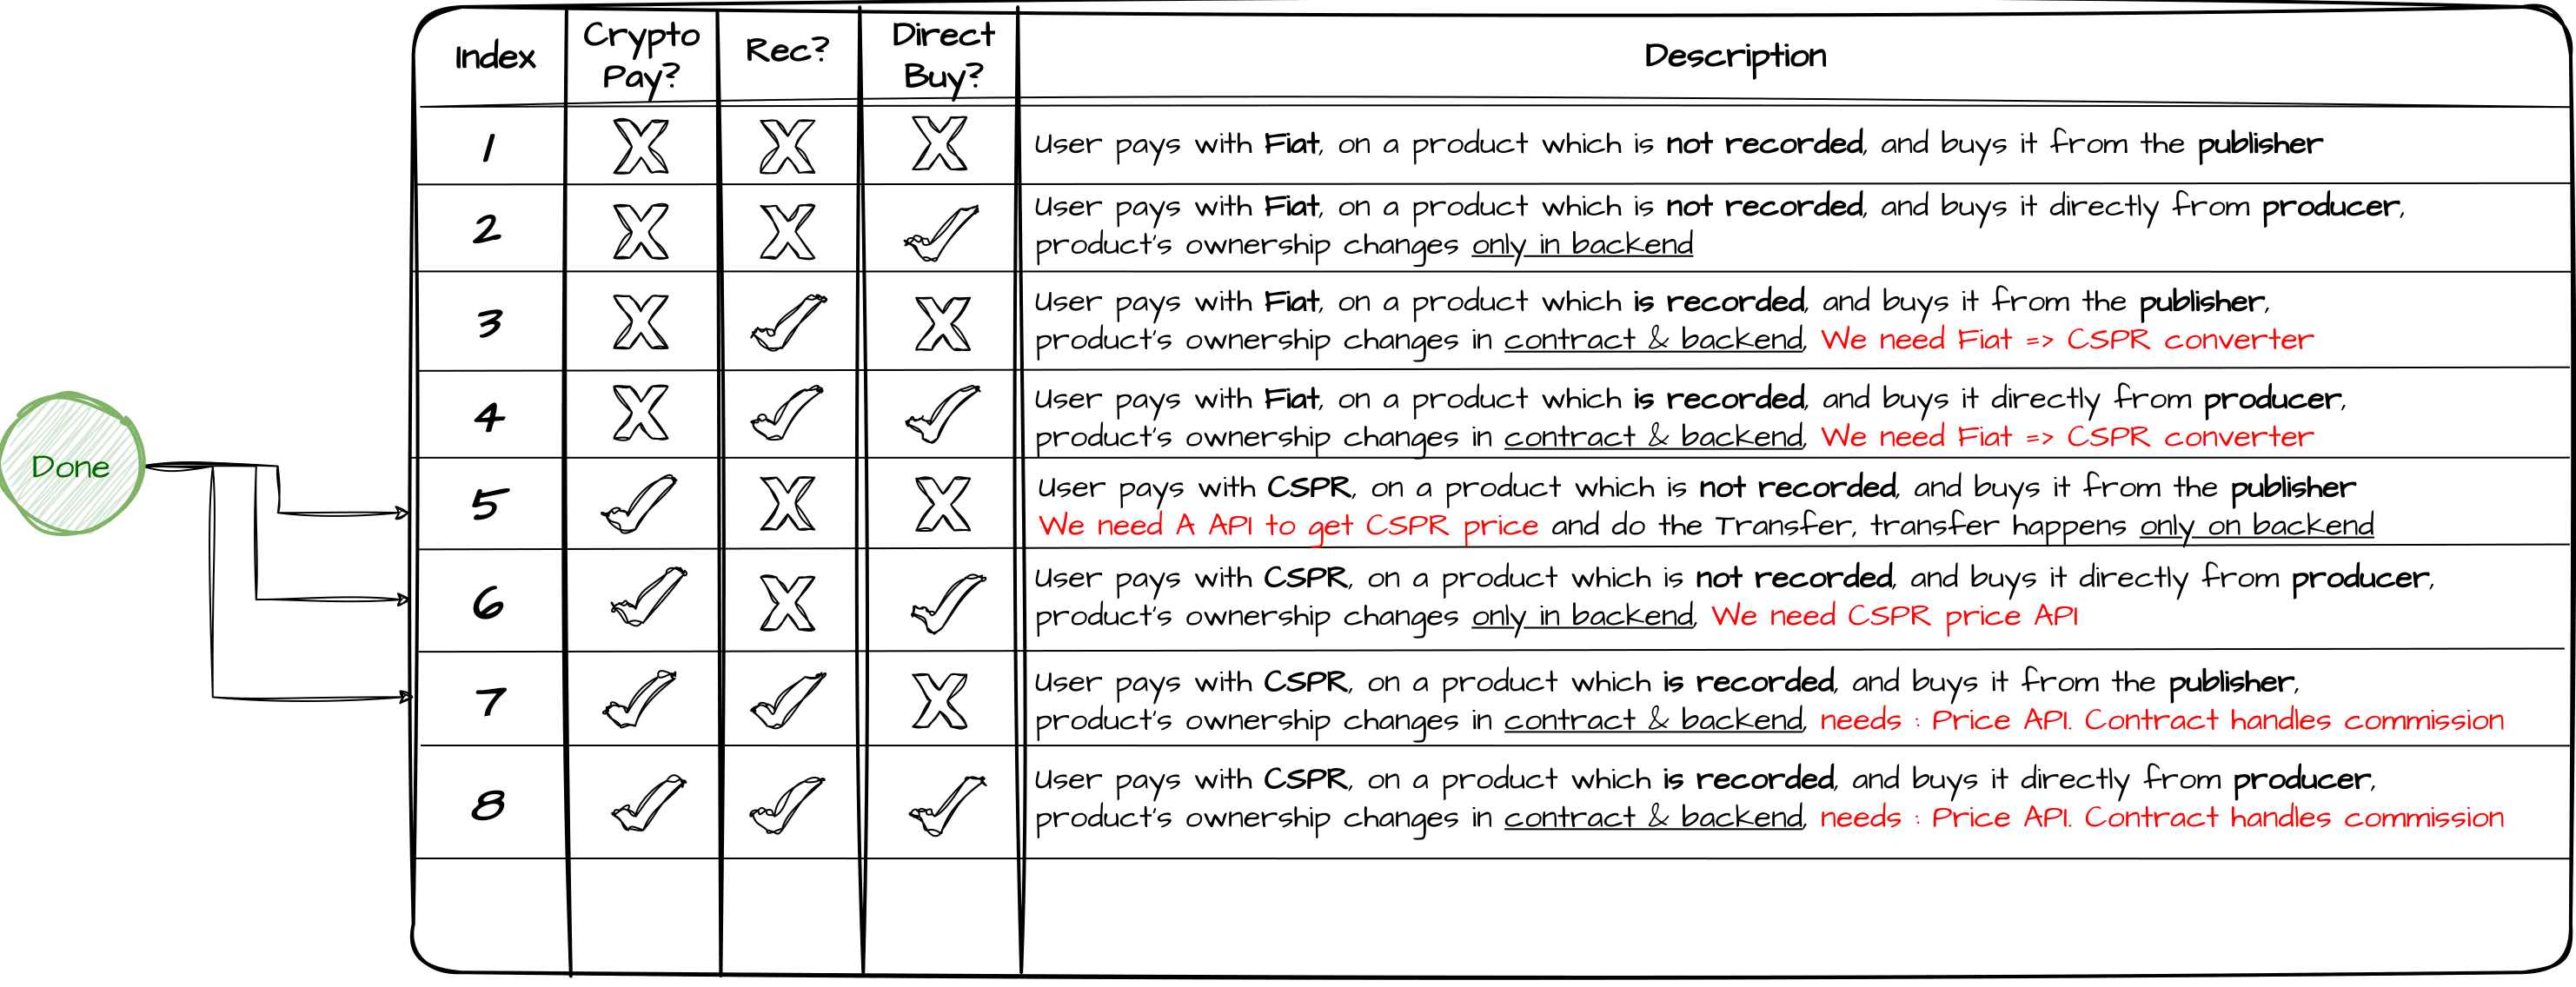 Index
Crypto
Pay?
Rec?
Direct
Buy?
Description
1
X X X
User pays with Fiat, on a product which is not recorded, and buys it from the publisher
2
X X
User pays with Fiat, on a product which is not recorded, and buys it directly from producer,
product's ownership changes only in backend
3
X X
User pays with Fiat, on a product which is recorded, and buys it from the publisher,
product's ownership changes in contract & backend, We need Fiat => CSPR converter
4
X
User pays with Fiat, on a product which is recorded, and buys it directly from producer,
product's ownership changes in contract & backend, We need Fiat => CSPR converter
Done
5
X X
User pays with CSPR, on a product which is not recorded, and buys it from the publisher
We need A API to get CSPR price and do the Transfer, transfer happens only on backend
6
X
User pays with CSPR, on a product which is not recorded, and buys it directly from producer,
product's ownership changes only in backend, We need CSPR price API
7
X
User pays with CSPR, on a product which is recorded, and buys it from the publisher,
product's ownership changes in contract & backend, needs : Price API. Contract handles commission
8
User pays with CSPR, on a product which is recorded, and buys it directly from producer,
product's ownership changes in contract & backend, needs : Price API. Contract handles commission